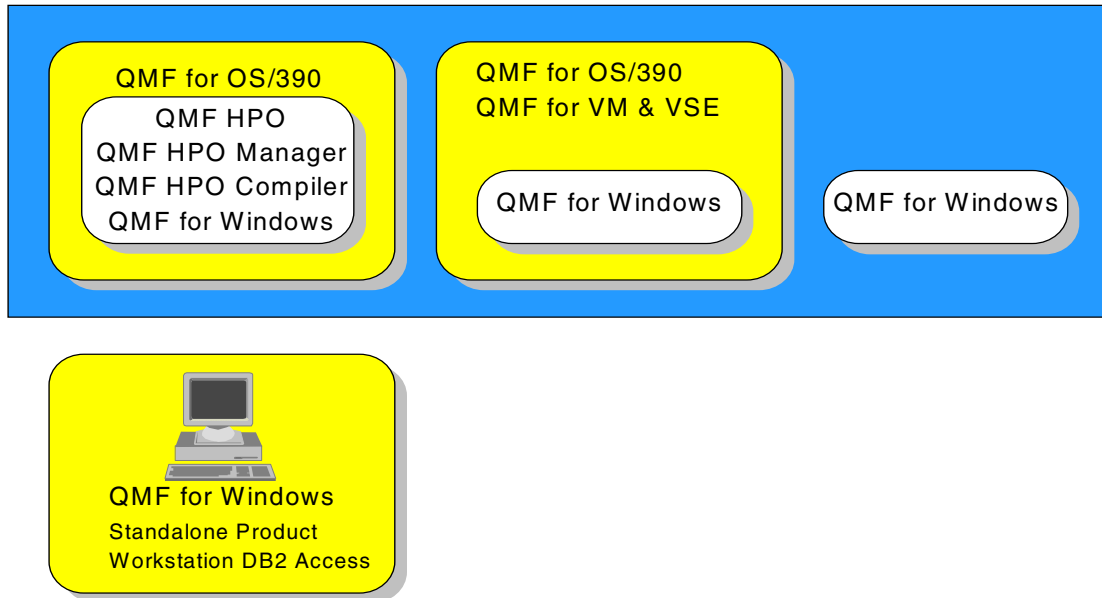 QMF for OS/390
QMF HPO
QMF HPO Manager
QMF HPO Compiler
QMF for Windows
QMF for OS/390
QMF for VM & VSE
QMF for Windows
QMF for Windows
QMF for Windows
Standalone Product
Workstation DB2 Access